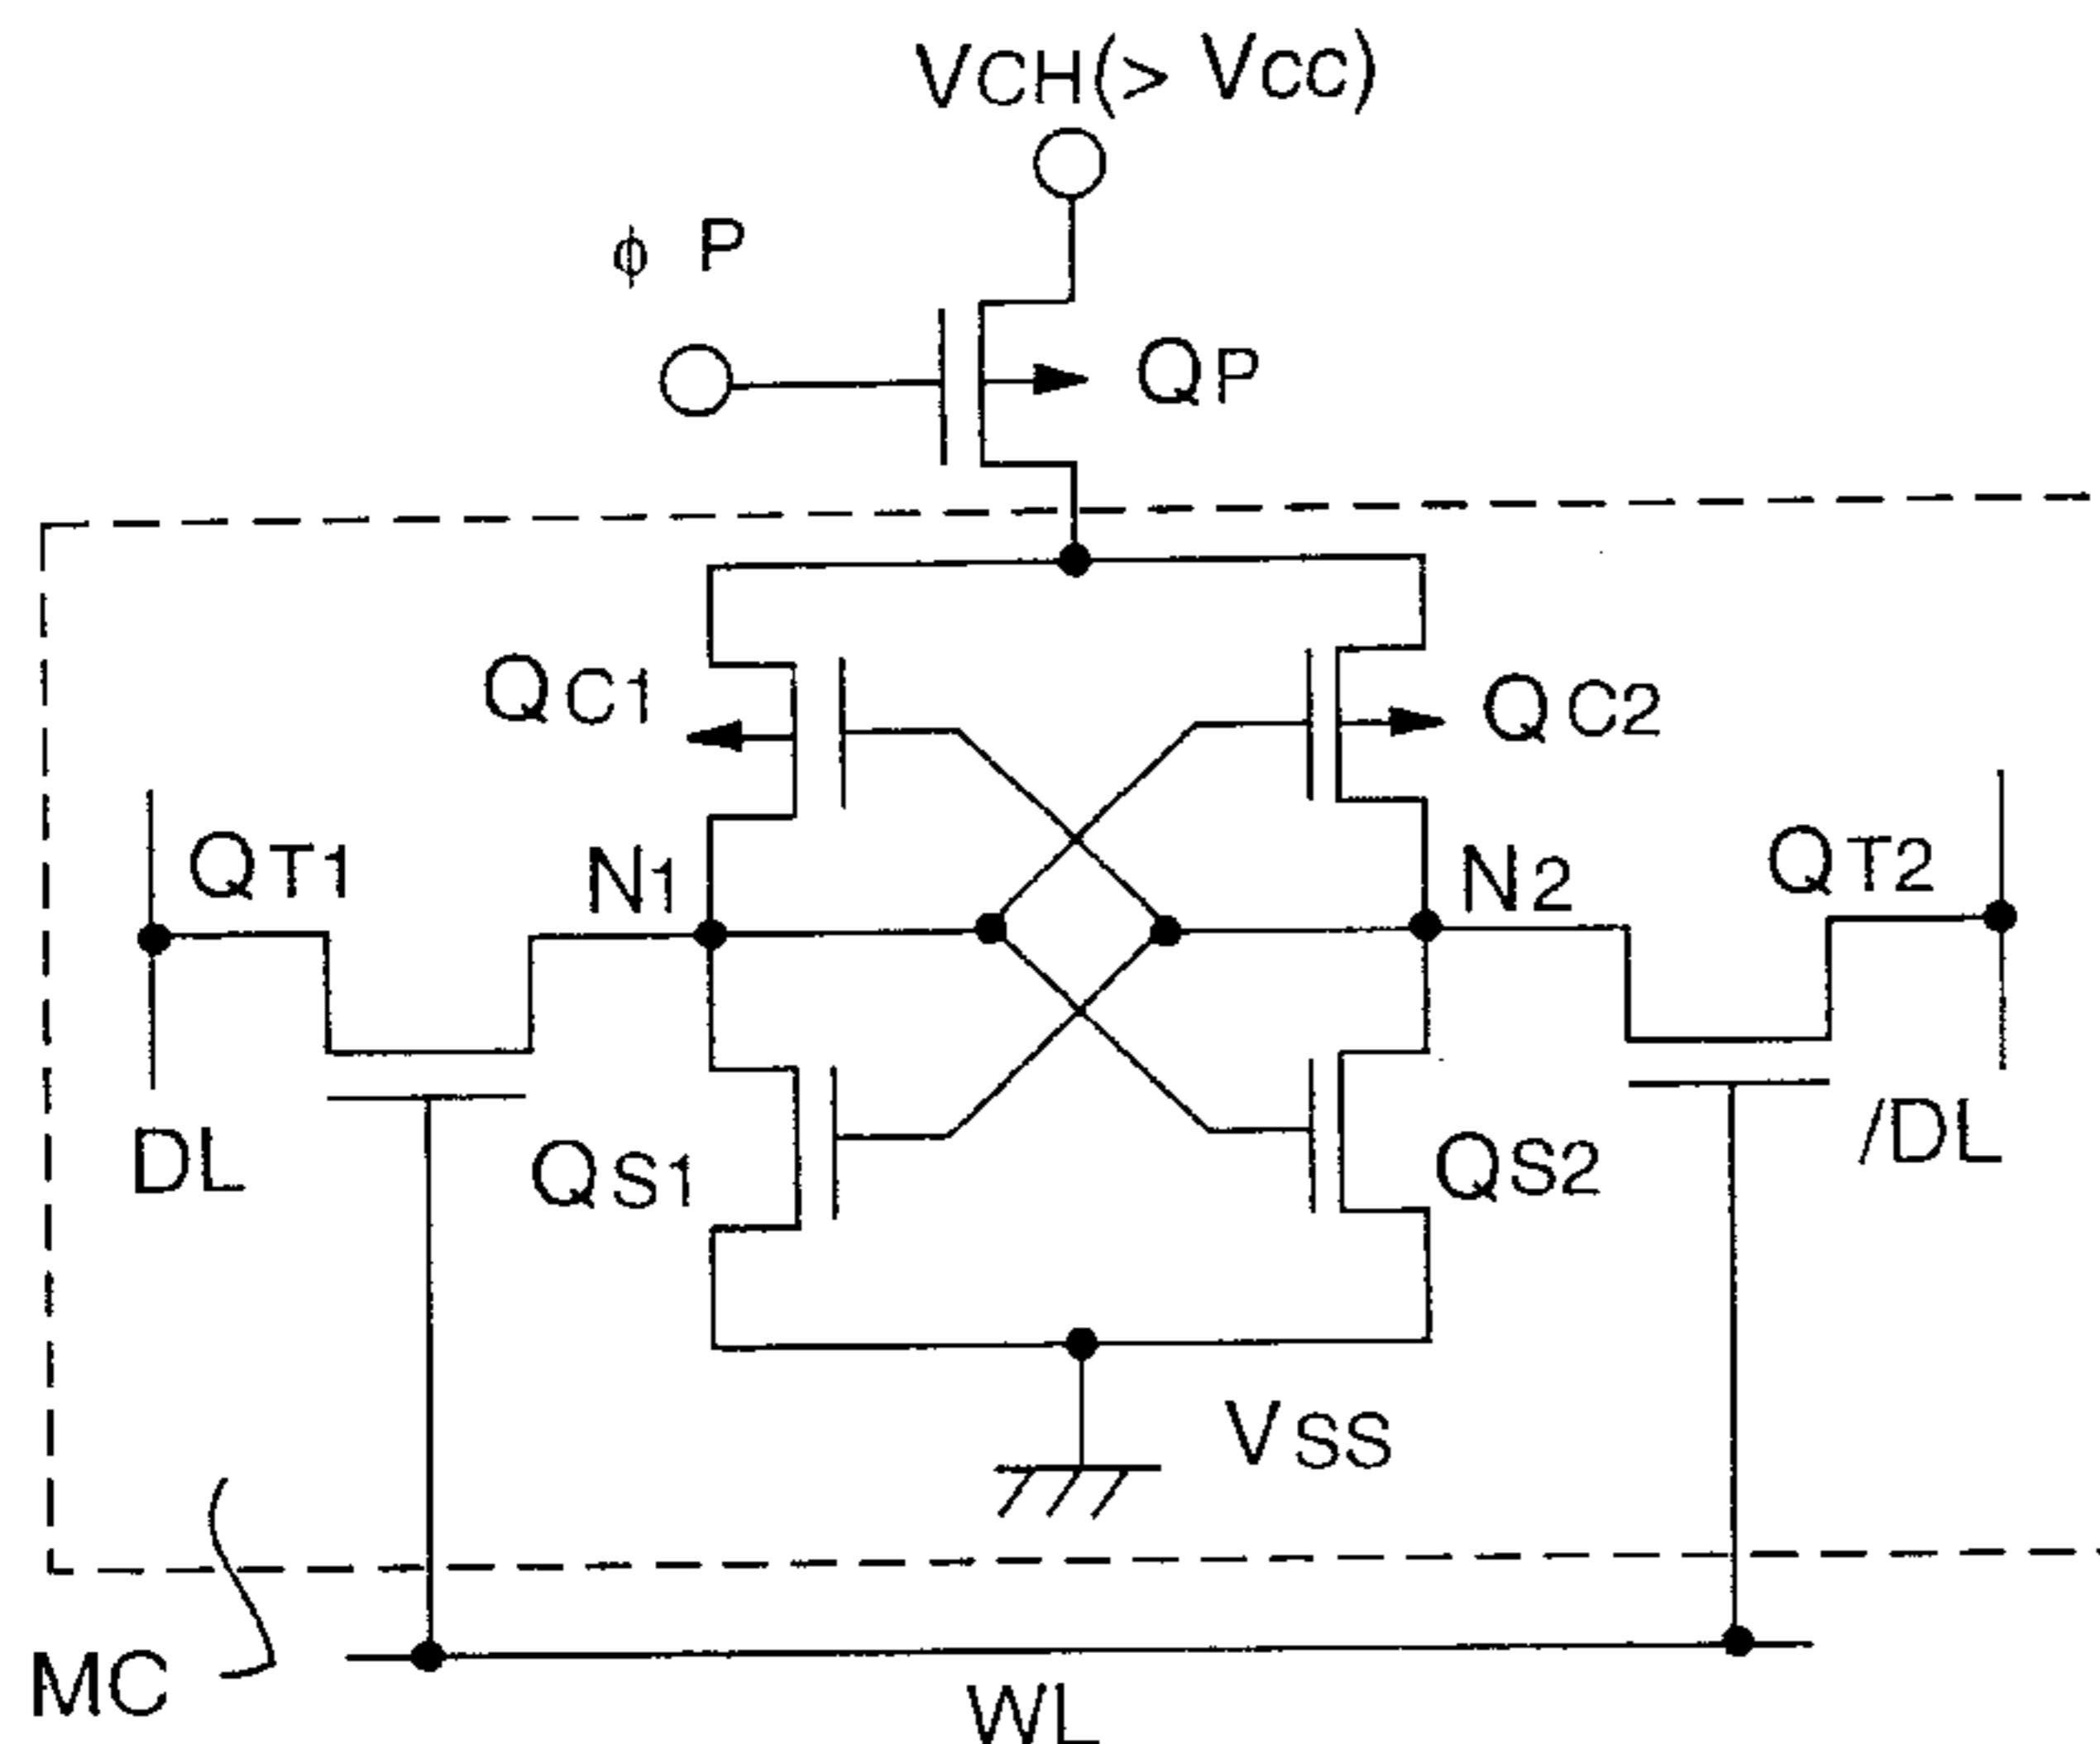 VCH(> VCC)
φ P
QP
QC1
QC2
QT1
N1
N2
QT2
DL
QS1
QS2
/DL
VSS
MC
WL